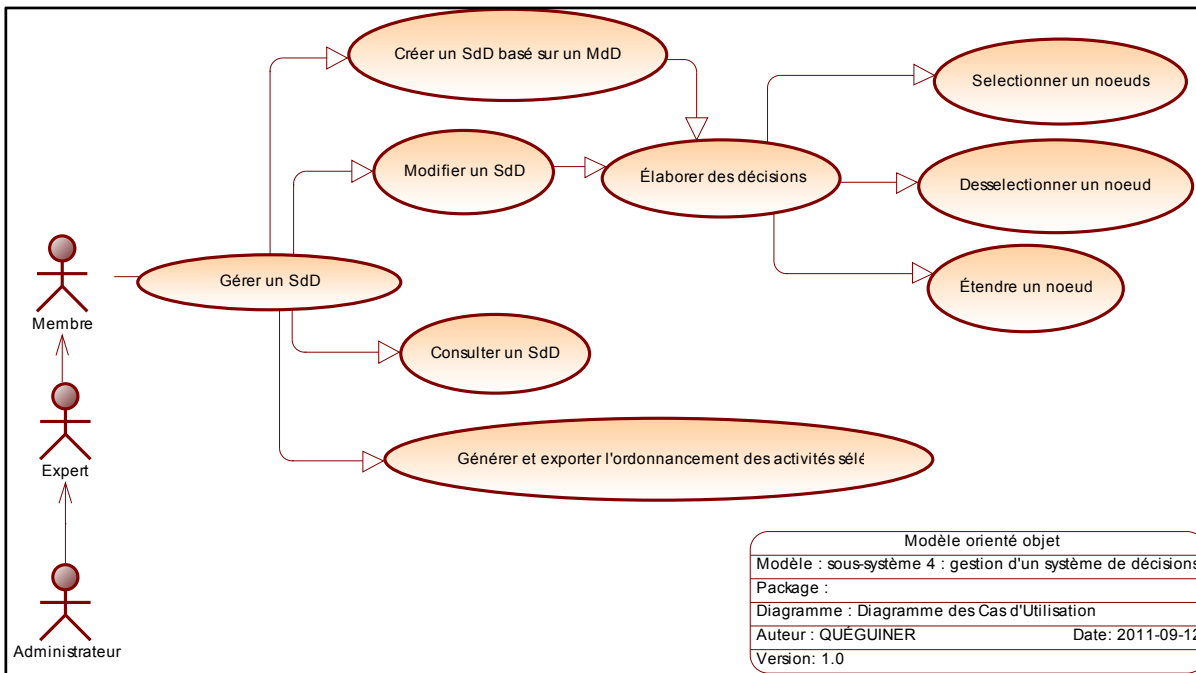 Créer un SdD basé sur un MdD
Selectionner un noeuds
Modifier un SdD
Élaborer des décisions
Desselectionner un noeud
Gérer un SdD
Étendre un noeud
Membre
Consulter un SdD
Expert
Générer et exporter l'ordonnancement des activités sélé
Administrateur
Modèle orienté objet
Modèle : sous-système 4 : gestion d'un système de décisions
Package :
Diagramme : Diagramme des Cas d'Utilisation
Auteur : QUÉGUINER Date: 2011-09-12
Version: 1.0